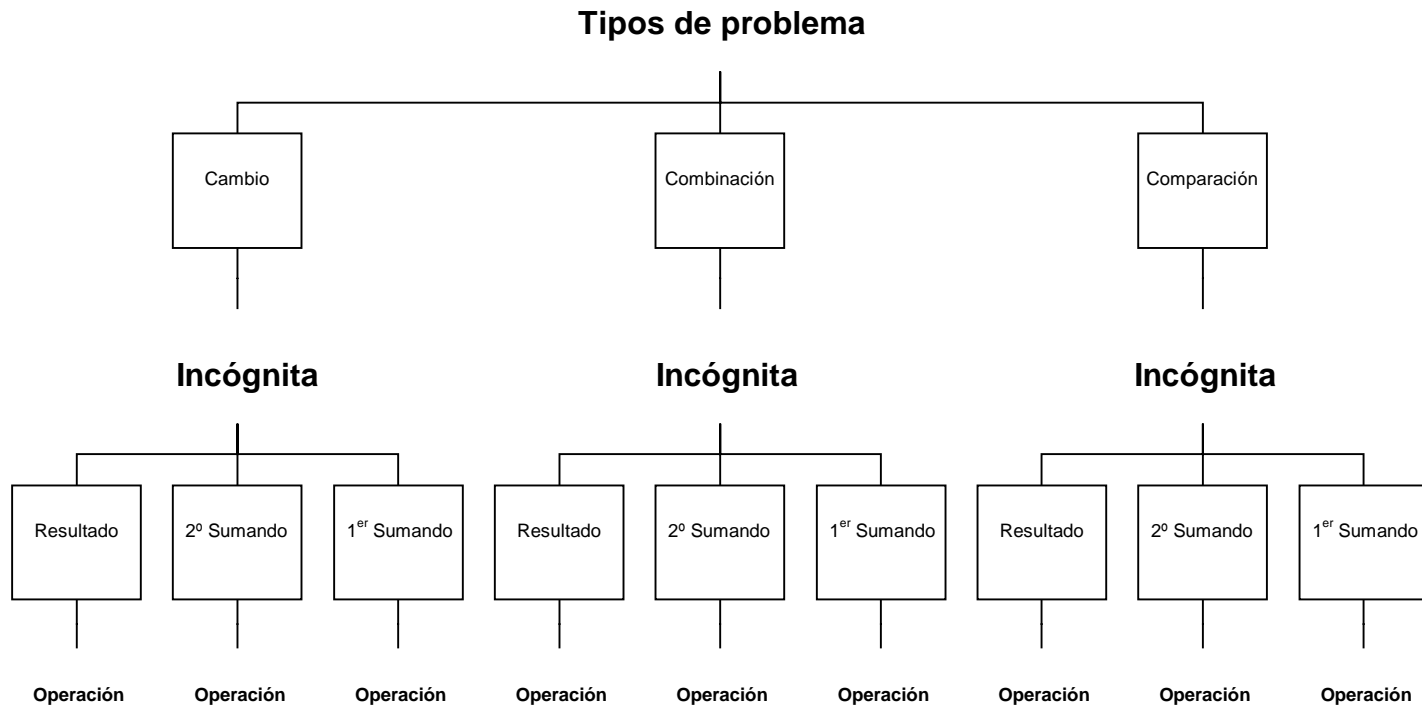 Tipos de problema
Cambio
Combinación
Comparación
Incógnita
Incógnita
Incógnita
Resultado
2º Sumando
1er Sumando
Resultado
2º Sumando
1er Sumando
Resultado
2º Sumando
1er Sumando
Operación
Operación
Operación
Operación
Operación
Operación
Operación
Operación
Operación